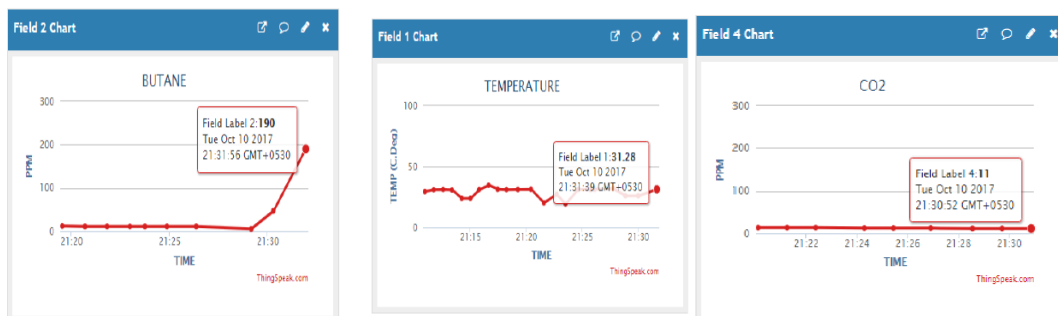 Field 2 Chart
BUTANE
300
200
100
0
PPM
Field Label 2:190
Tue Oct 10 2017
21:31:56 GMT+0530
21:20
21:25
21:30
TIME
ThingSpeak.com
Field 1 Chart
TEMPERATURE
100
50
0
TEMP (C.Deg)
Field Label 1:31.28
Tue Oct 10 2017
21:31:39 GMT+0530
21:15
21:20
21:25
21:30
TIME
ThingSpeak.com
Field 4 Chart
CO2
300
200
100
0
PPM
Field Label 4:11
Tue Oct 10 2017
21:30:52 GMT+0530
21:22
21:24
21:26
21:28
21:30
TIME
ThingSpeak.com